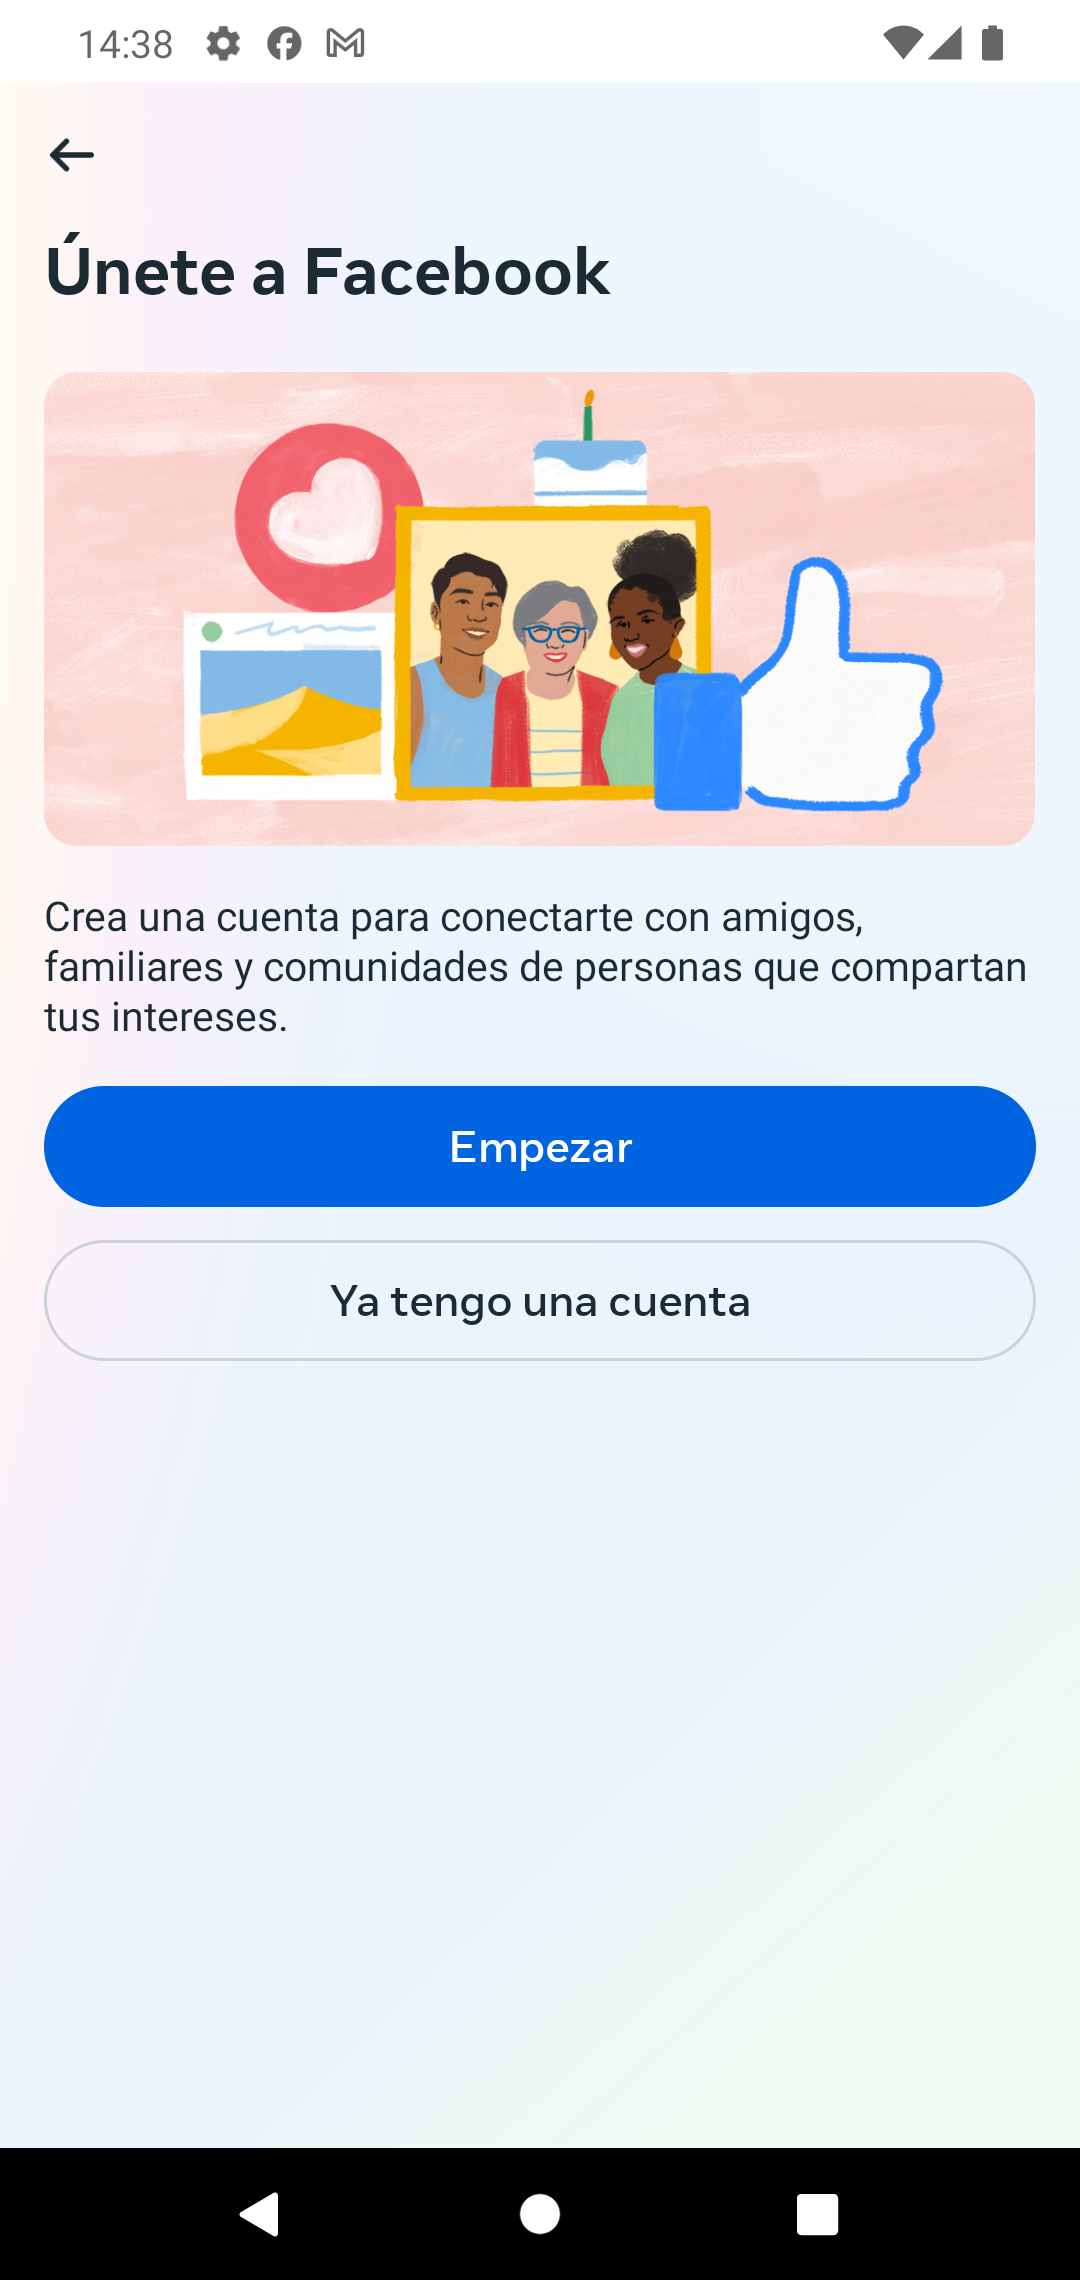 14:38
Únete a Facebook
Crea una cuenta para conectarte con amigos,
familiares y comunidades de personas que compartan
tus intereses.
Empezar
Ya tengo una cuenta